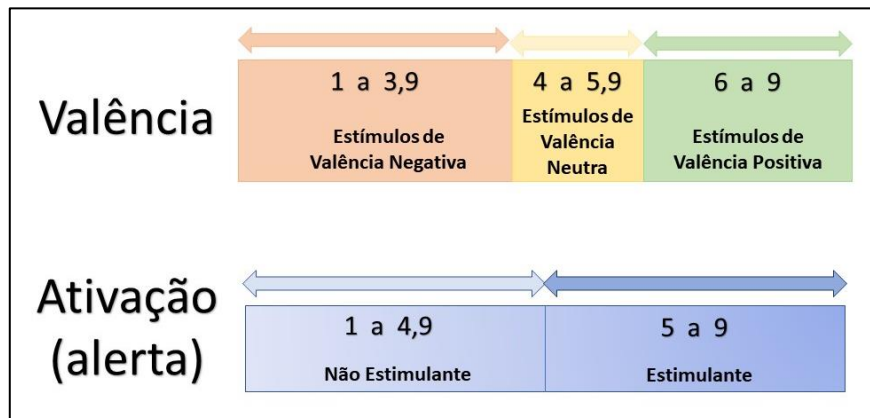 Valência
1 a 3,9
Estímulos de
Valência Negativa
4 a 5,9
Estímulos de
Valência
Neutra
6 a 9
Estímulos de
Valência Positiva
Ativação
(alerta)
1 a 4,9
Não Estimulante
5 a 9
Estimulante